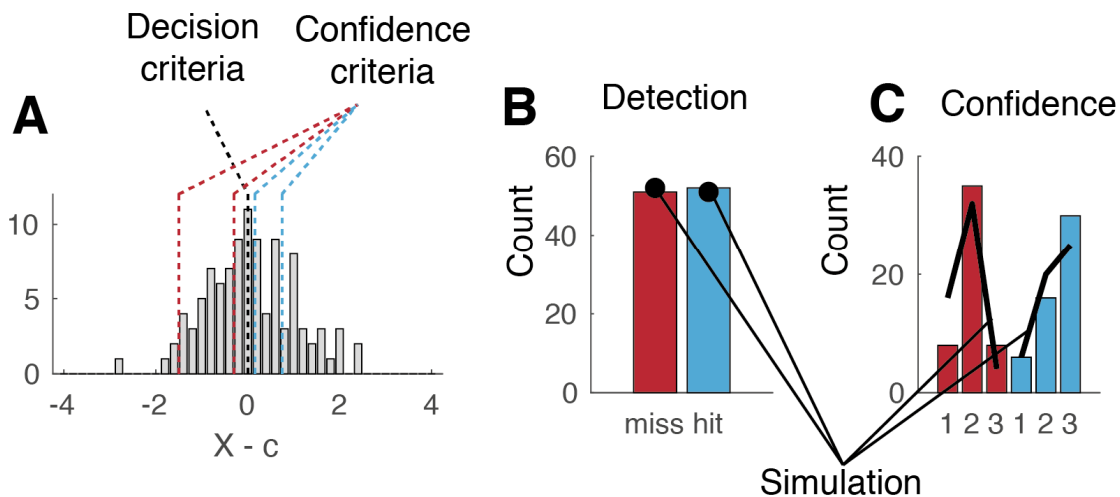 Decision
criteria
Confidence
criteria
A
10
5
0
-4 -2 0 2 4
X - c
B Detection
60
40
20
0
Count
miss hit
C Confidence
40
20
0
Count
1 2 3 1 2 3
Simulation